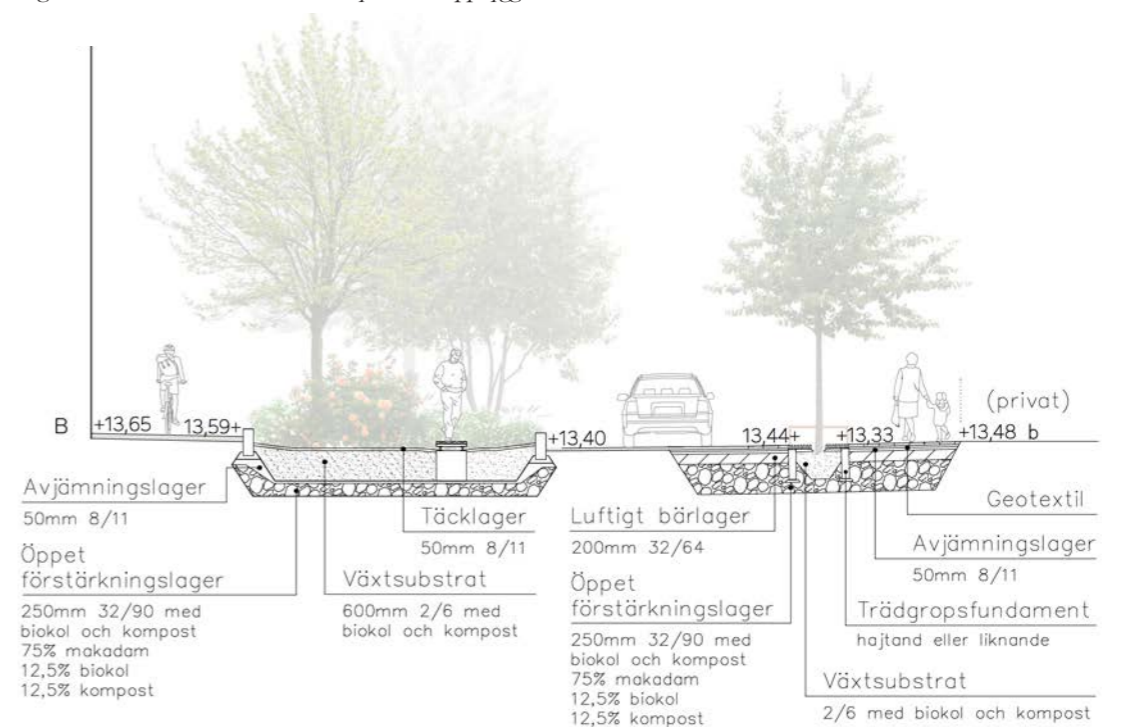 B
+13,65
13,59+
+13,40
13,44+
+13,33
(privat)
+13,48 b
Avjämningslager
50mm 8/11
Öppet
förstärkningslager
250mm 32/90 med
biokol och kompost
75% makadam
12,5% biokol
12,5% kompost
Täcklager
50mm 8/11
Växtsubstrat
600mm 2/6 med
biokol och kompost
Luftigt bärlager
200mm 32/64
Öppet
förstärkningslager
250mm 32/90 med
biokol och kompost
75% makadam
12,5% biokol
12,5% kompost
Geotextil
Avjämningslager
50mm 8/11
Trädgropsfundament
hajtand eller liknande
Växtsubstrat
2/6 med biokol och kompost